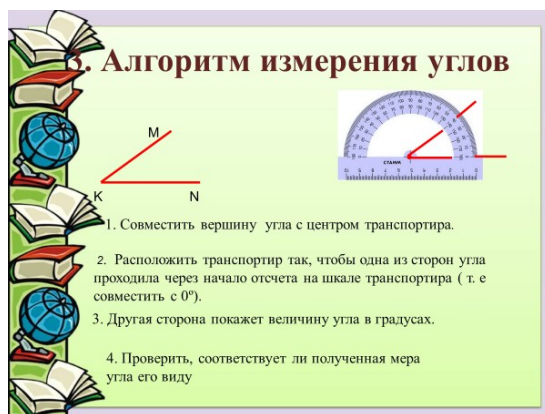 3. Алгоритм измерения углов
M
K
N
СТАММ
1. Совместить вершину угла с центром транспортира.
2. Расположить транспортир так, чтобы одна из сторон угла
проходила через начало отсчета на шкале транспортира ( т. е
совместить с 0º).
3. Другая сторона покажет величину угла в градусах.
4. Проверить, соответствует ли полученная мера
угла его виду